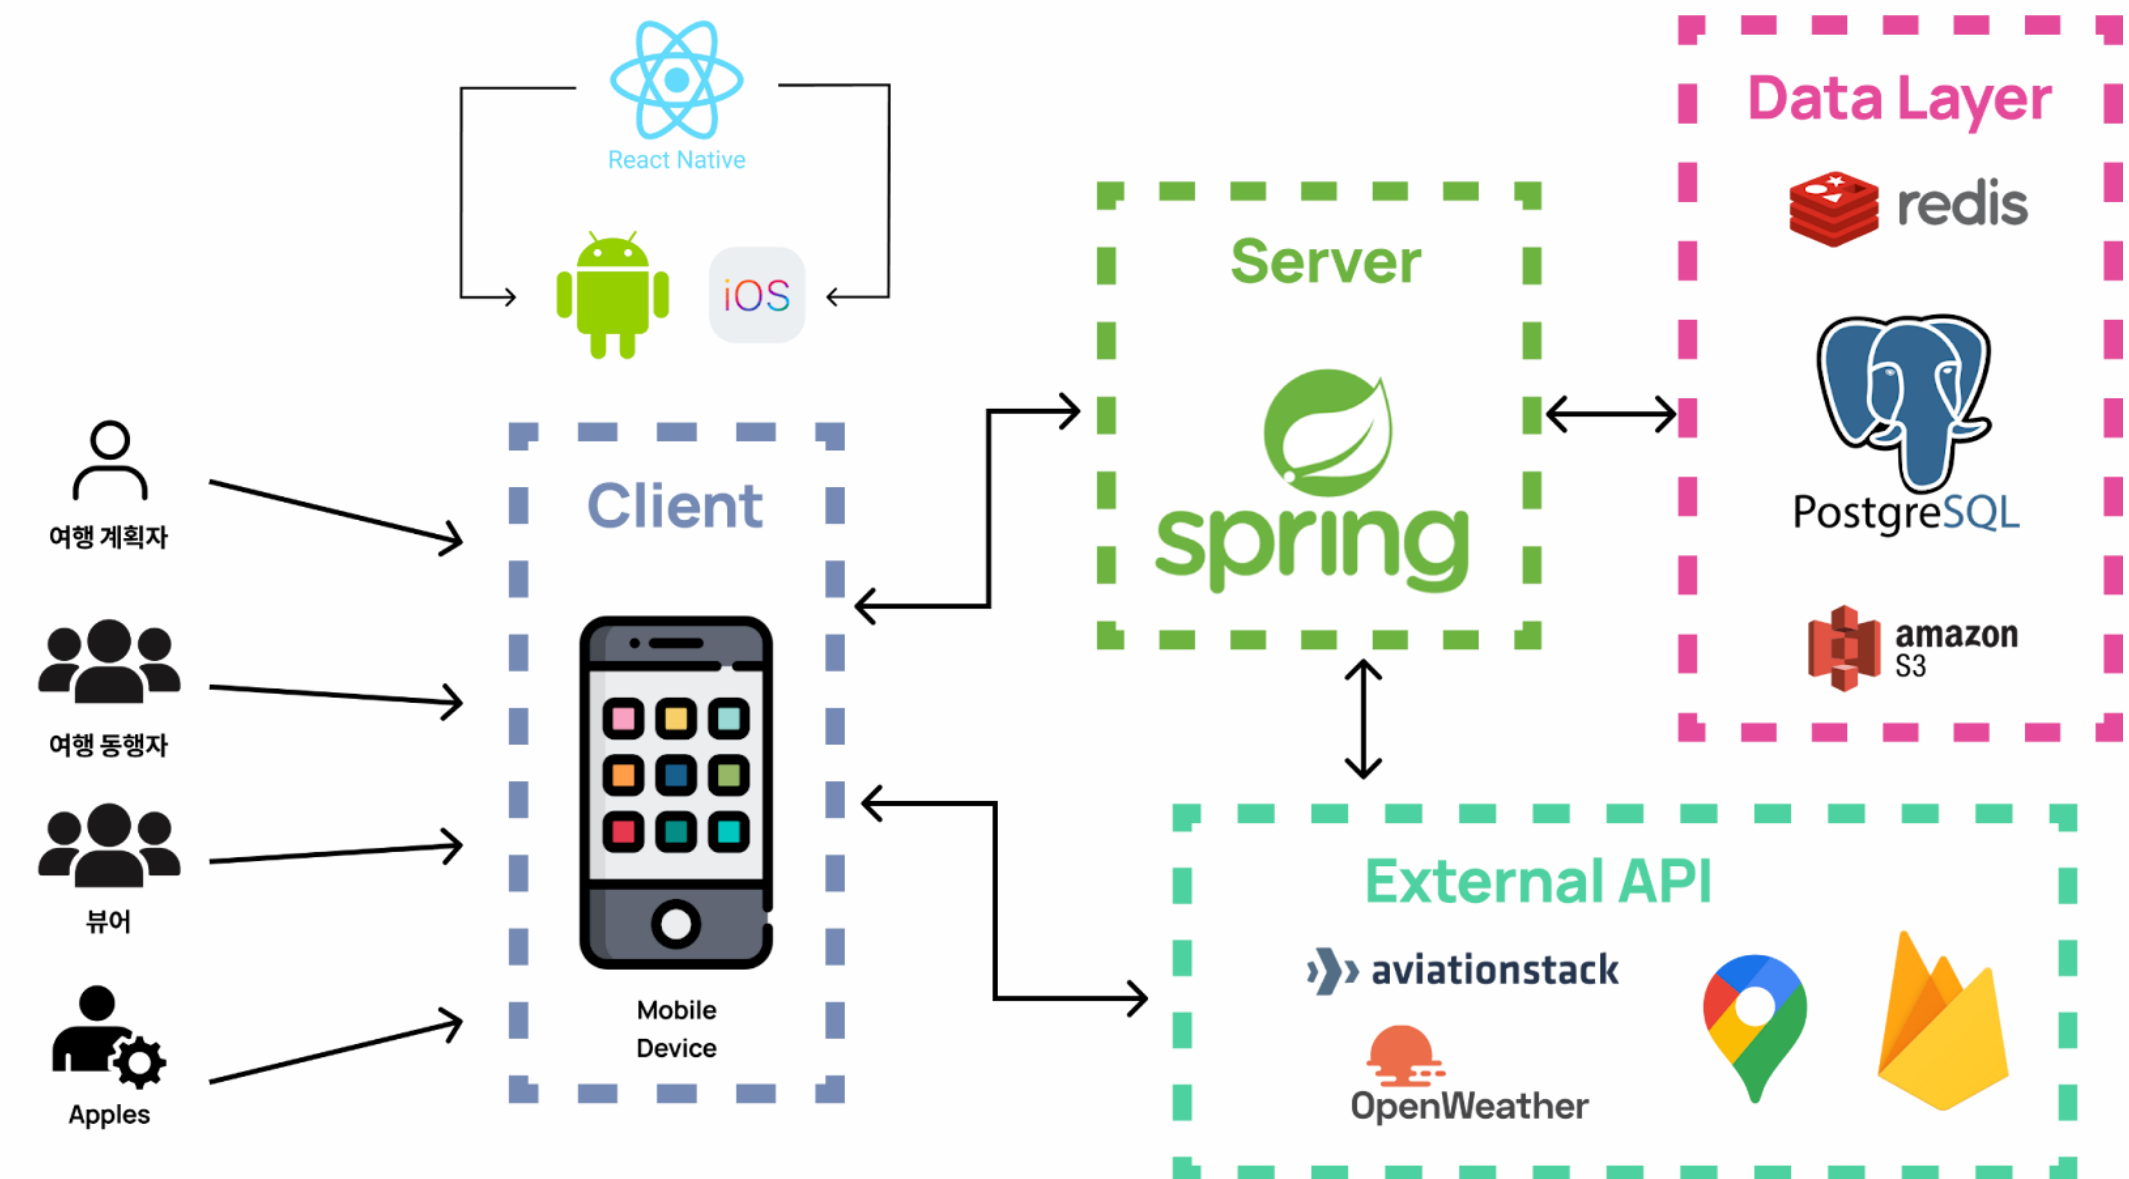 React Native
iOS
여행 계획자
여행 동행자
뷰어
Apples
Client
Mobile
Device
Server
spring
Data Layer
redis
PostgreSQL
amazon
S3
External API
aviationstack
OpenWeather